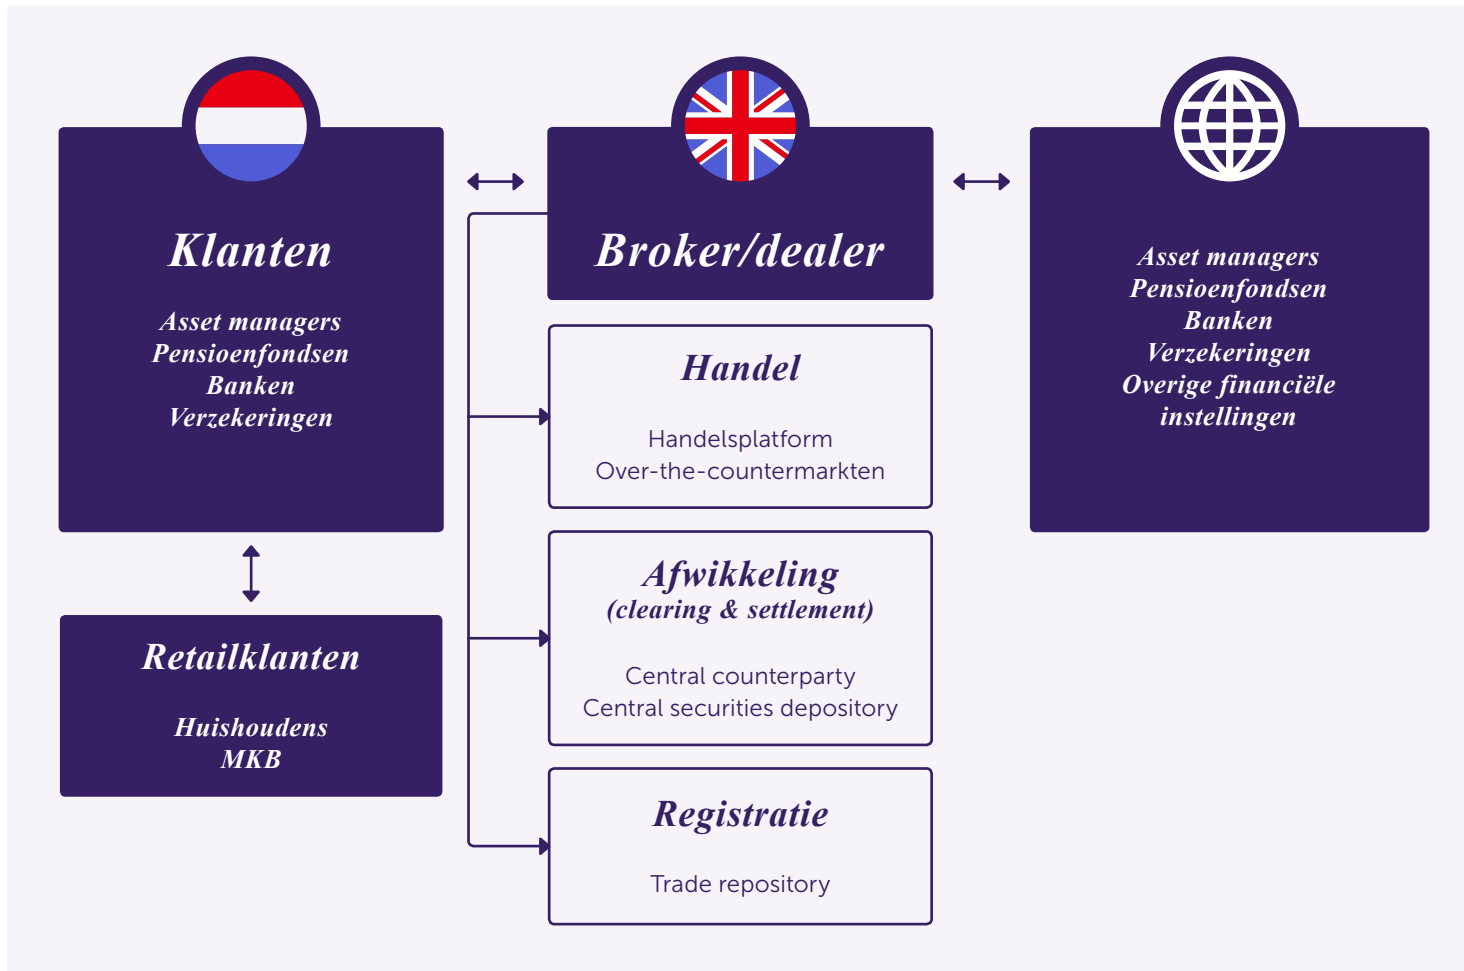 Klanten
Asset managers
Pensioenfondsen
Banken
Verzekeringen
Retailklanten
Huishoudens
MKB
Broker/dealer
Handel
Handelsplatform
Over-the-countermarkten
Afwikkeling
(clearing & settlement)
Central counterparty
Central securities depository
Registratie
Trade repository
Asset managers
Pensioenfondsen
Banken
Verzekeringen
Overige financiële
instellingen